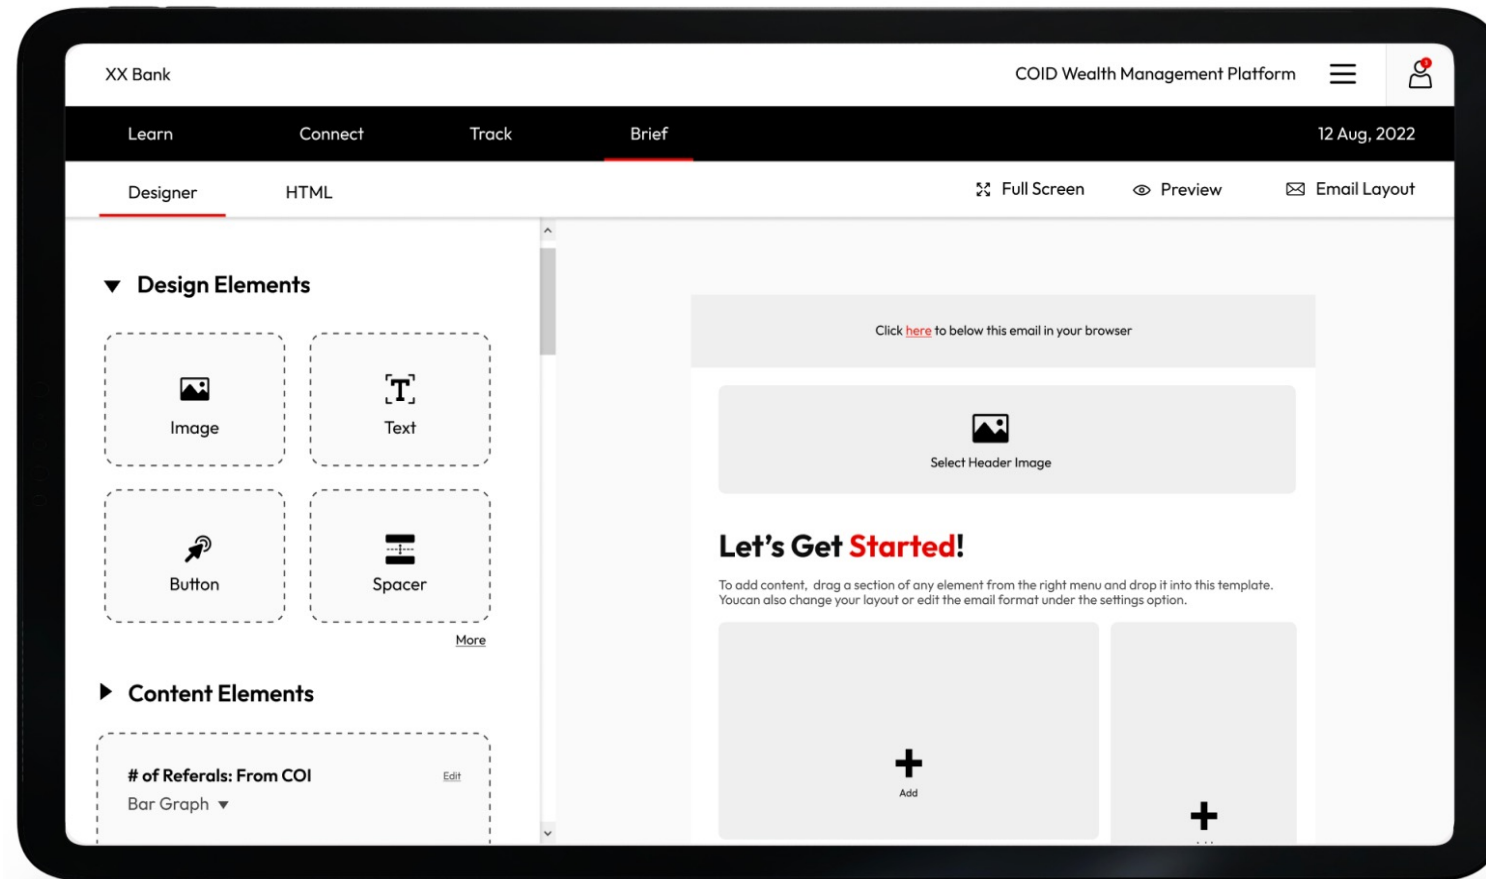 XX Bank
COID Wealth Management Platform
1
Learn
Connect
Track
Brief
12 Aug, 2022
Designer
HTML
Full Screen
Preview
Email Layout
Design Elements
Image
Text
Button
Spacer
More
Content Elements
# of Referals: From COI
Edit
Bar Graph
Click here to below this email in your browser
Select Header Image
Let's Get Started!
To add content, drag a section of any element from the right menu and drop it into this template.
Youcan also change your layout or edit the email format under the settings option.
Add